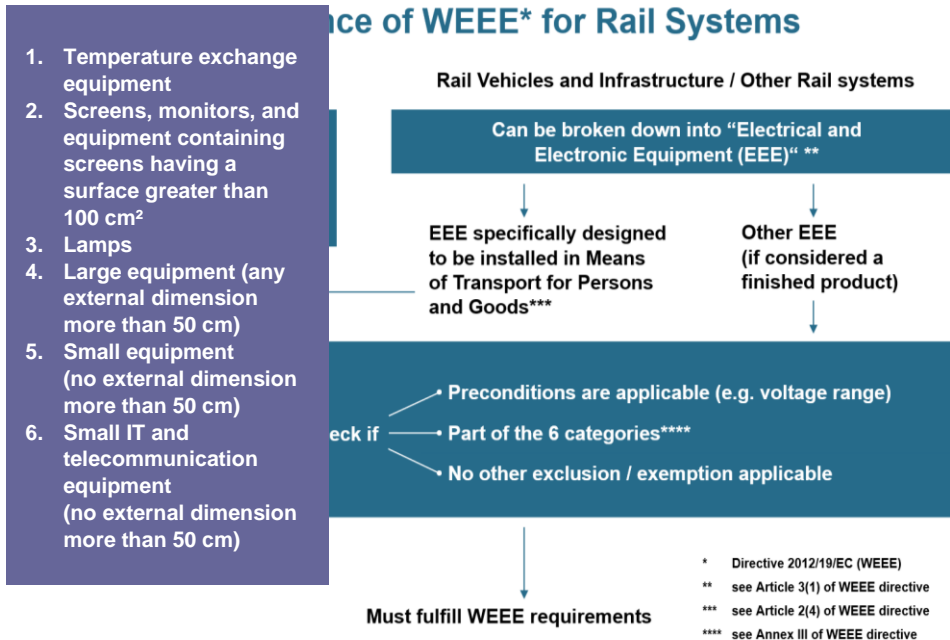 nce of WEEE* for Rail Systems
1. Temperature exchange
equipment
2. Screens, monitors, and
equipment containing
screens having a
surface greater than
100 cm²
3. Lamps
4. Large equipment (any
external dimension
more than 50 cm)
5. Small equipment
(no external dimension
more than 50 cm)
6. Small IT and
telecommunication
equipment
(no external dimension
more than 50 cm)
Rail Vehicles and Infrastructure / Other Rail systems
Can be broken down into “Electrical and
Electronic Equipment (EEE)“ **
EEE specifically designed
to be installed in Means
of Transport for Persons
and Goods***
Other EEE
(if considered a
finished product)
eck if
Preconditions are applicable (e.g. voltage range)
Part of the 6 categories****
No other exclusion / exemption applicable
Must fulfill WEEE requirements
* Directive 2012/19/EC (WEEE)
** see Article 3(1) of WEEE directive
*** see Article 2(4) of WEEE directive
**** see Annex III of WEEE directive